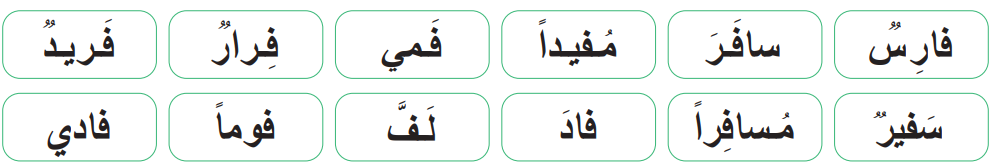 فارِسٌ سافَرَ مُفيداً فَمي فِرارٌ فَريدٌ
سَفيرٌ مُسافِراً فادَ لَفَّ فوماً فادي